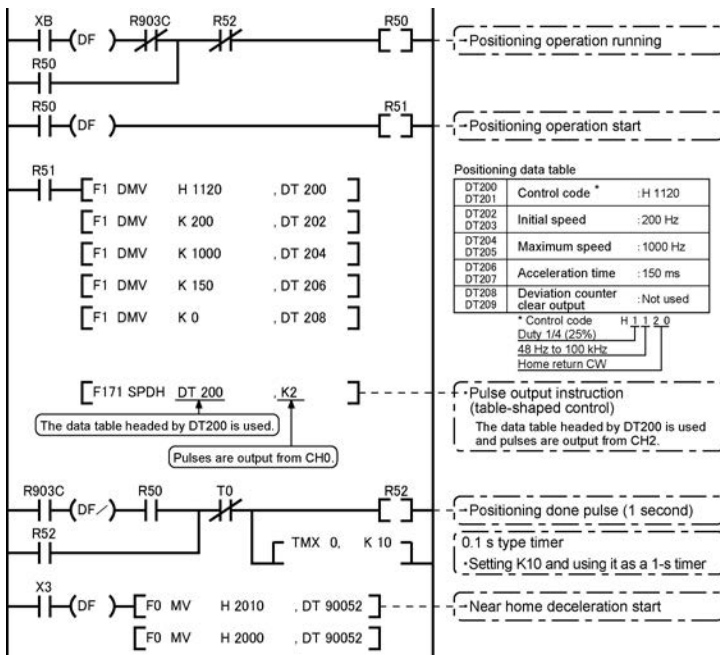 XB
DF
R903C
R52
R50
Positioning operation running
R50
R50
DF
R51
Positioning operation start
R51
F1 DMV H 1120 , DT 200
F1 DMV K 200 , DT 202
F1 DMV K 1000 , DT 204
F1 DMV K 150 , DT 206
F1 DMV K 0 , DT 208
Positioning data table
DT200
DT201
Control code * : H 1120
DT202
DT203
Initial speed : 200 Hz
DT204
DT205
Maximum speed : 1000 Hz
DT206
DT207
Acceleration time : 150 ms
DT208
DT209
Deviation counter
clear output : Not used
* Control code H 1 1 2 0
Duty 1/4 (25%)
48 Hz to 100 kHz
Home return CW
F171 SPDH DT 200 , K2
The data table headed by DT200 is used.
Pulses are output from CH0.
Pulse output instruction
(table-shaped control)
The data table headed by DT200 is used
and pulses are output from CH2.
R903C
DF/
R50
T0
R52
Positioning done pulse (1 second)
R52
TMX 0, K 10
0.1 s type timer
·Setting K10 and using it as a 1-s timer
X3
DF
F0 MV H 2010 , DT 90052
Near home deceleration start
F0 MV H 2000 , DT 90052